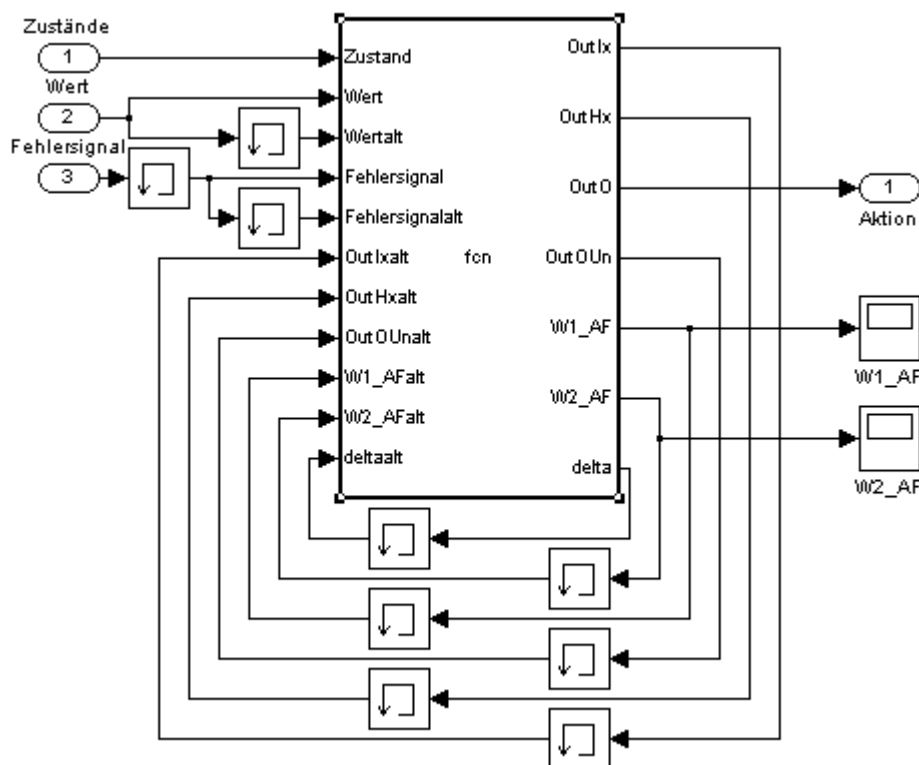 Zustände
1
Wert
2
Fehlersignal
3
Zustand
Wert
Wertalt
Fehlersignal
Fehlersignalalt
OutIxalt
OutHxalt
OutOUnalt
W1_AFalt
W2_AFalt
deltaalt
fcn
OutIx
OutHx
OutO
OutOUn
W1_AF
W2_AF
delta
1
Aktion
W1_AF
W2_AF